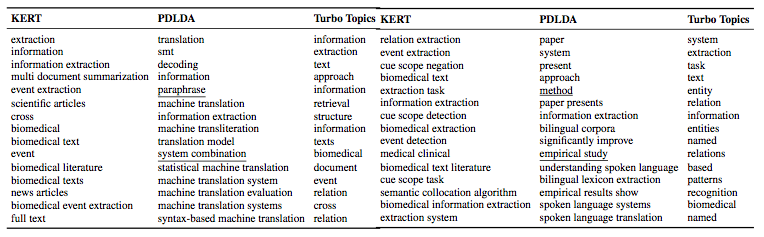 KERT PDLDA Turbo Topics KERT PDLDA Turbo Topics
extraction translation information relation extraction paper system
information smt extraction event extraction system extraction
information extraction decoding text cue scope negation present task
multi document summarization information approach biomedical text approach text
event extraction paraphrase information extraction task method entity
scientific articles machine translation retrieval information extraction paper presents relation
cross information extraction structure cue scope detection information extraction information
biomedical machine transliteration information biomedical extraction bilingual corpora entities
biomedical text translation model texts event detection significantly improve named
event system combination biomedical medical clinical empirical study relations
biomedical literature statistical machine translation document biomedical text literature understanding spoken language based
biomedical texts machine translation system event cue scope task bilingual lexicon extraction patterns
news articles machine translation evaluation relation semantic collocation algorithm empirical results show recognition
biomedical event extraction machine translation systems cross biomedical information extraction spoken language systems biomedical
full text syntax-based machine translation relation extraction system spoken language translation named